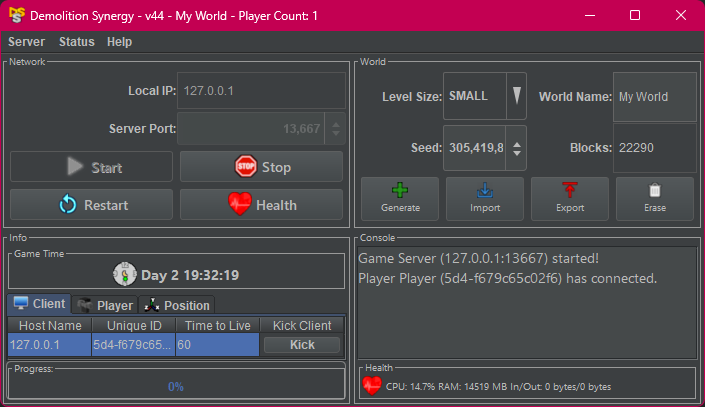 Demolition Synergy - v44 - My World - Player Count: 1
Server Status Help
Network
Local IP: 127.0.0.1
Server Port: 13,667
Start
Stop
Restart
Health
World
Level Size: SMALL
World Name: My World
Seed: 305,419,8
Blocks: 22290
Generate
Import
Export
Erase
Info
Game Time
Day 2 19:32:19
Client Player Position
Host Name Unique ID Time to Live Kick Client
127.0.0.1 5d4-f679c65... 60 Kick
Progress:
0%
Console
Game Server (127.0.0.1:13667) started!
Player Player (5d4-f679c65c02f6) has connected.
Health
CPU: 14.7% RAM: 14519 MB In/Out: 0 bytes/0 bytes